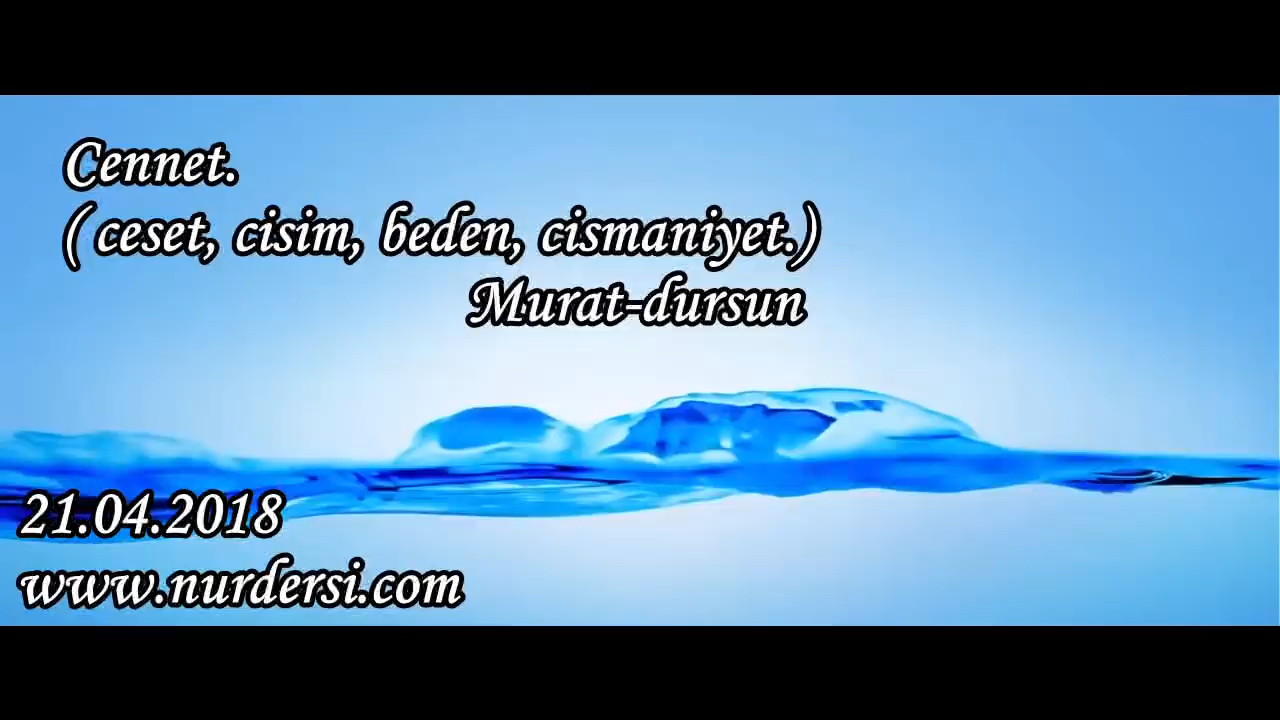 Cennet.
( ceset, cisim, beden, cismaniyet.)
Murat-dursun
21.04.2018
www.nurdersi.com